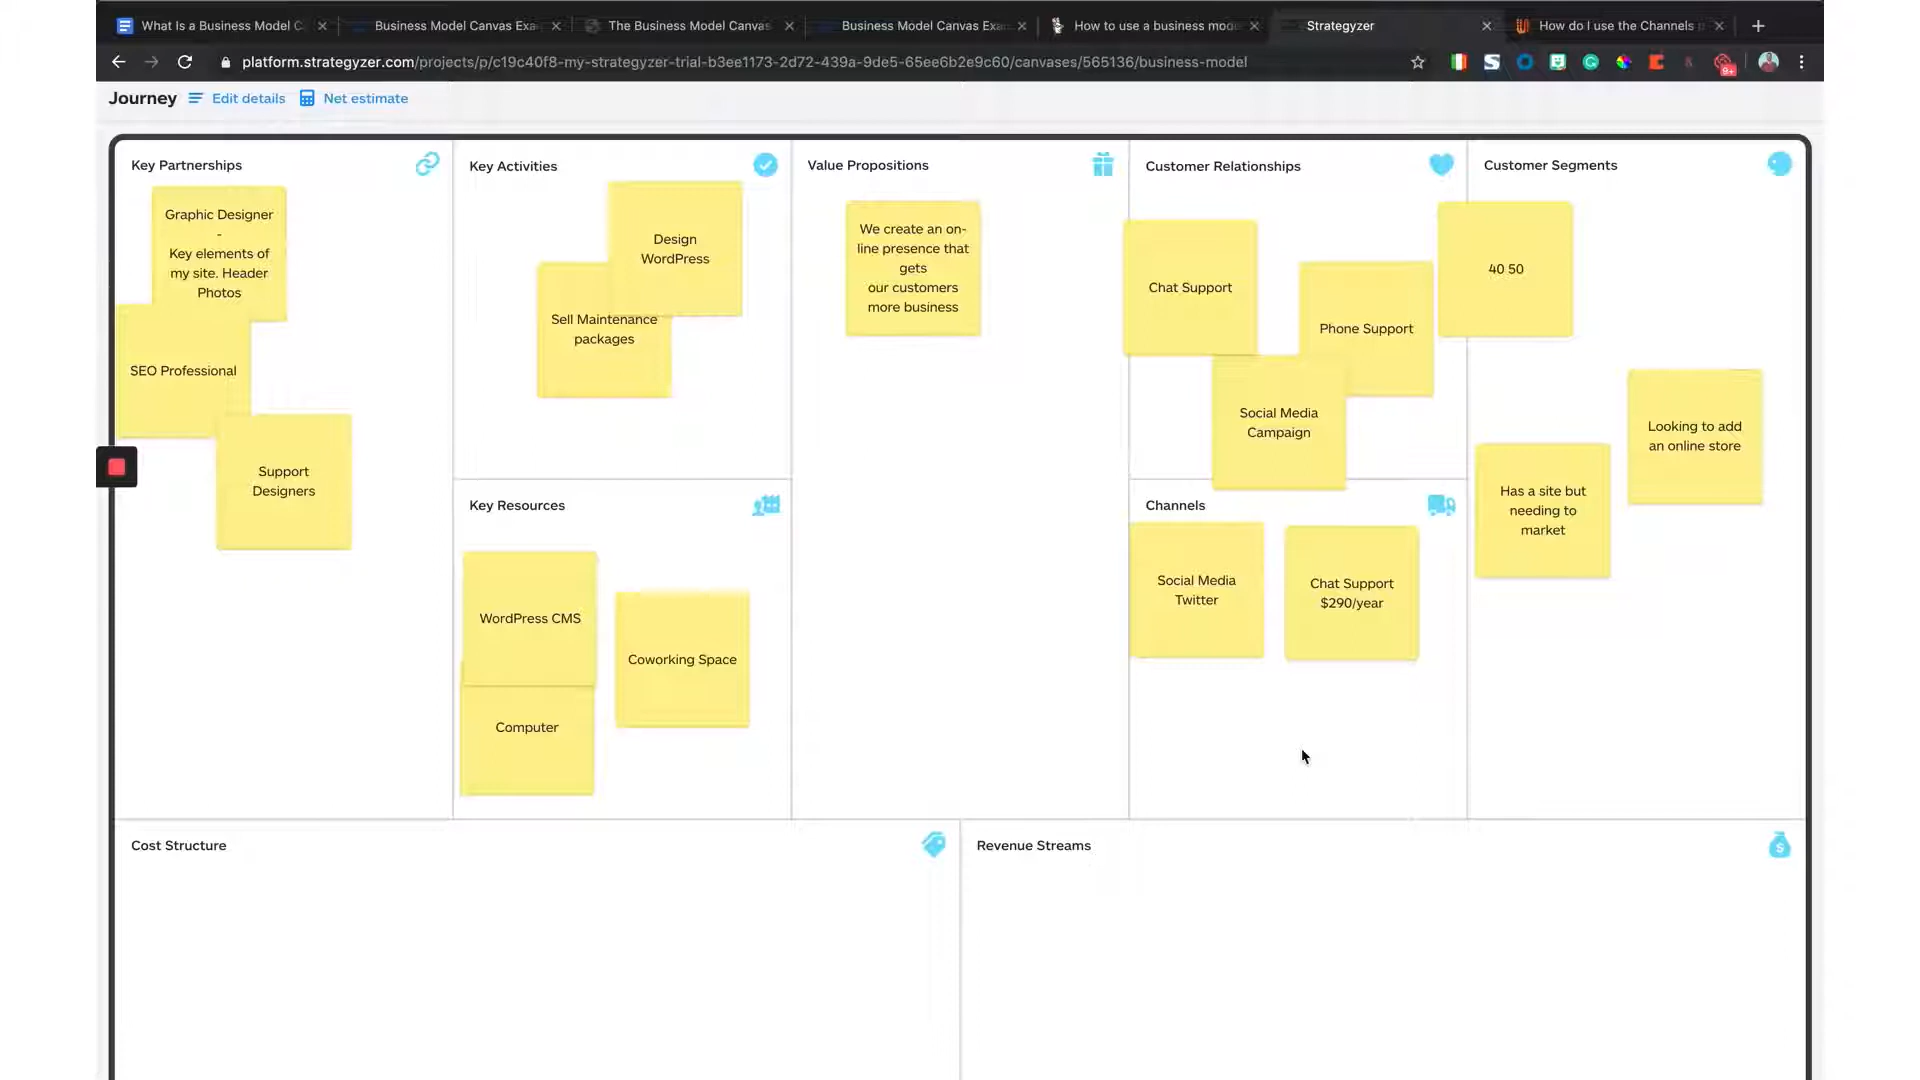 What Is a Business Model C
Business Model Canvas Exa
The Business Model Canvas
Business Model Canvas Exa
How to use a business mod
Strategyzer
How do I use the Channels
platform.strategyzer.com/projects/p/c19c40f8-my-strategyzer-trial-b3ee1173-2d72-439a-9de5-65ee6b2e9c60/canvases/565136/business-model
9+
Journey
Edit details
Net estimate
Key Partnerships
Graphic Designer
-
Key elements of
my site. Header
Photos
SEO Professional
Support
Designers
Key Activities
Design
WordPress
Sell Maintenance
packages
Key Resources
WordPress CMS
Coworking Space
Computer
Value Propositions
We create an on-
line presence that
gets
our customers
more business
Customer Relationships
Chat Support
Phone Support
Social Media
Campaign
Channels
Social Media
Twitter
Chat Support
$290/year
Customer Segments
40 50
Looking to add
an online store
Has a site but
needing to
market
Cost Structure
Revenue Streams
$